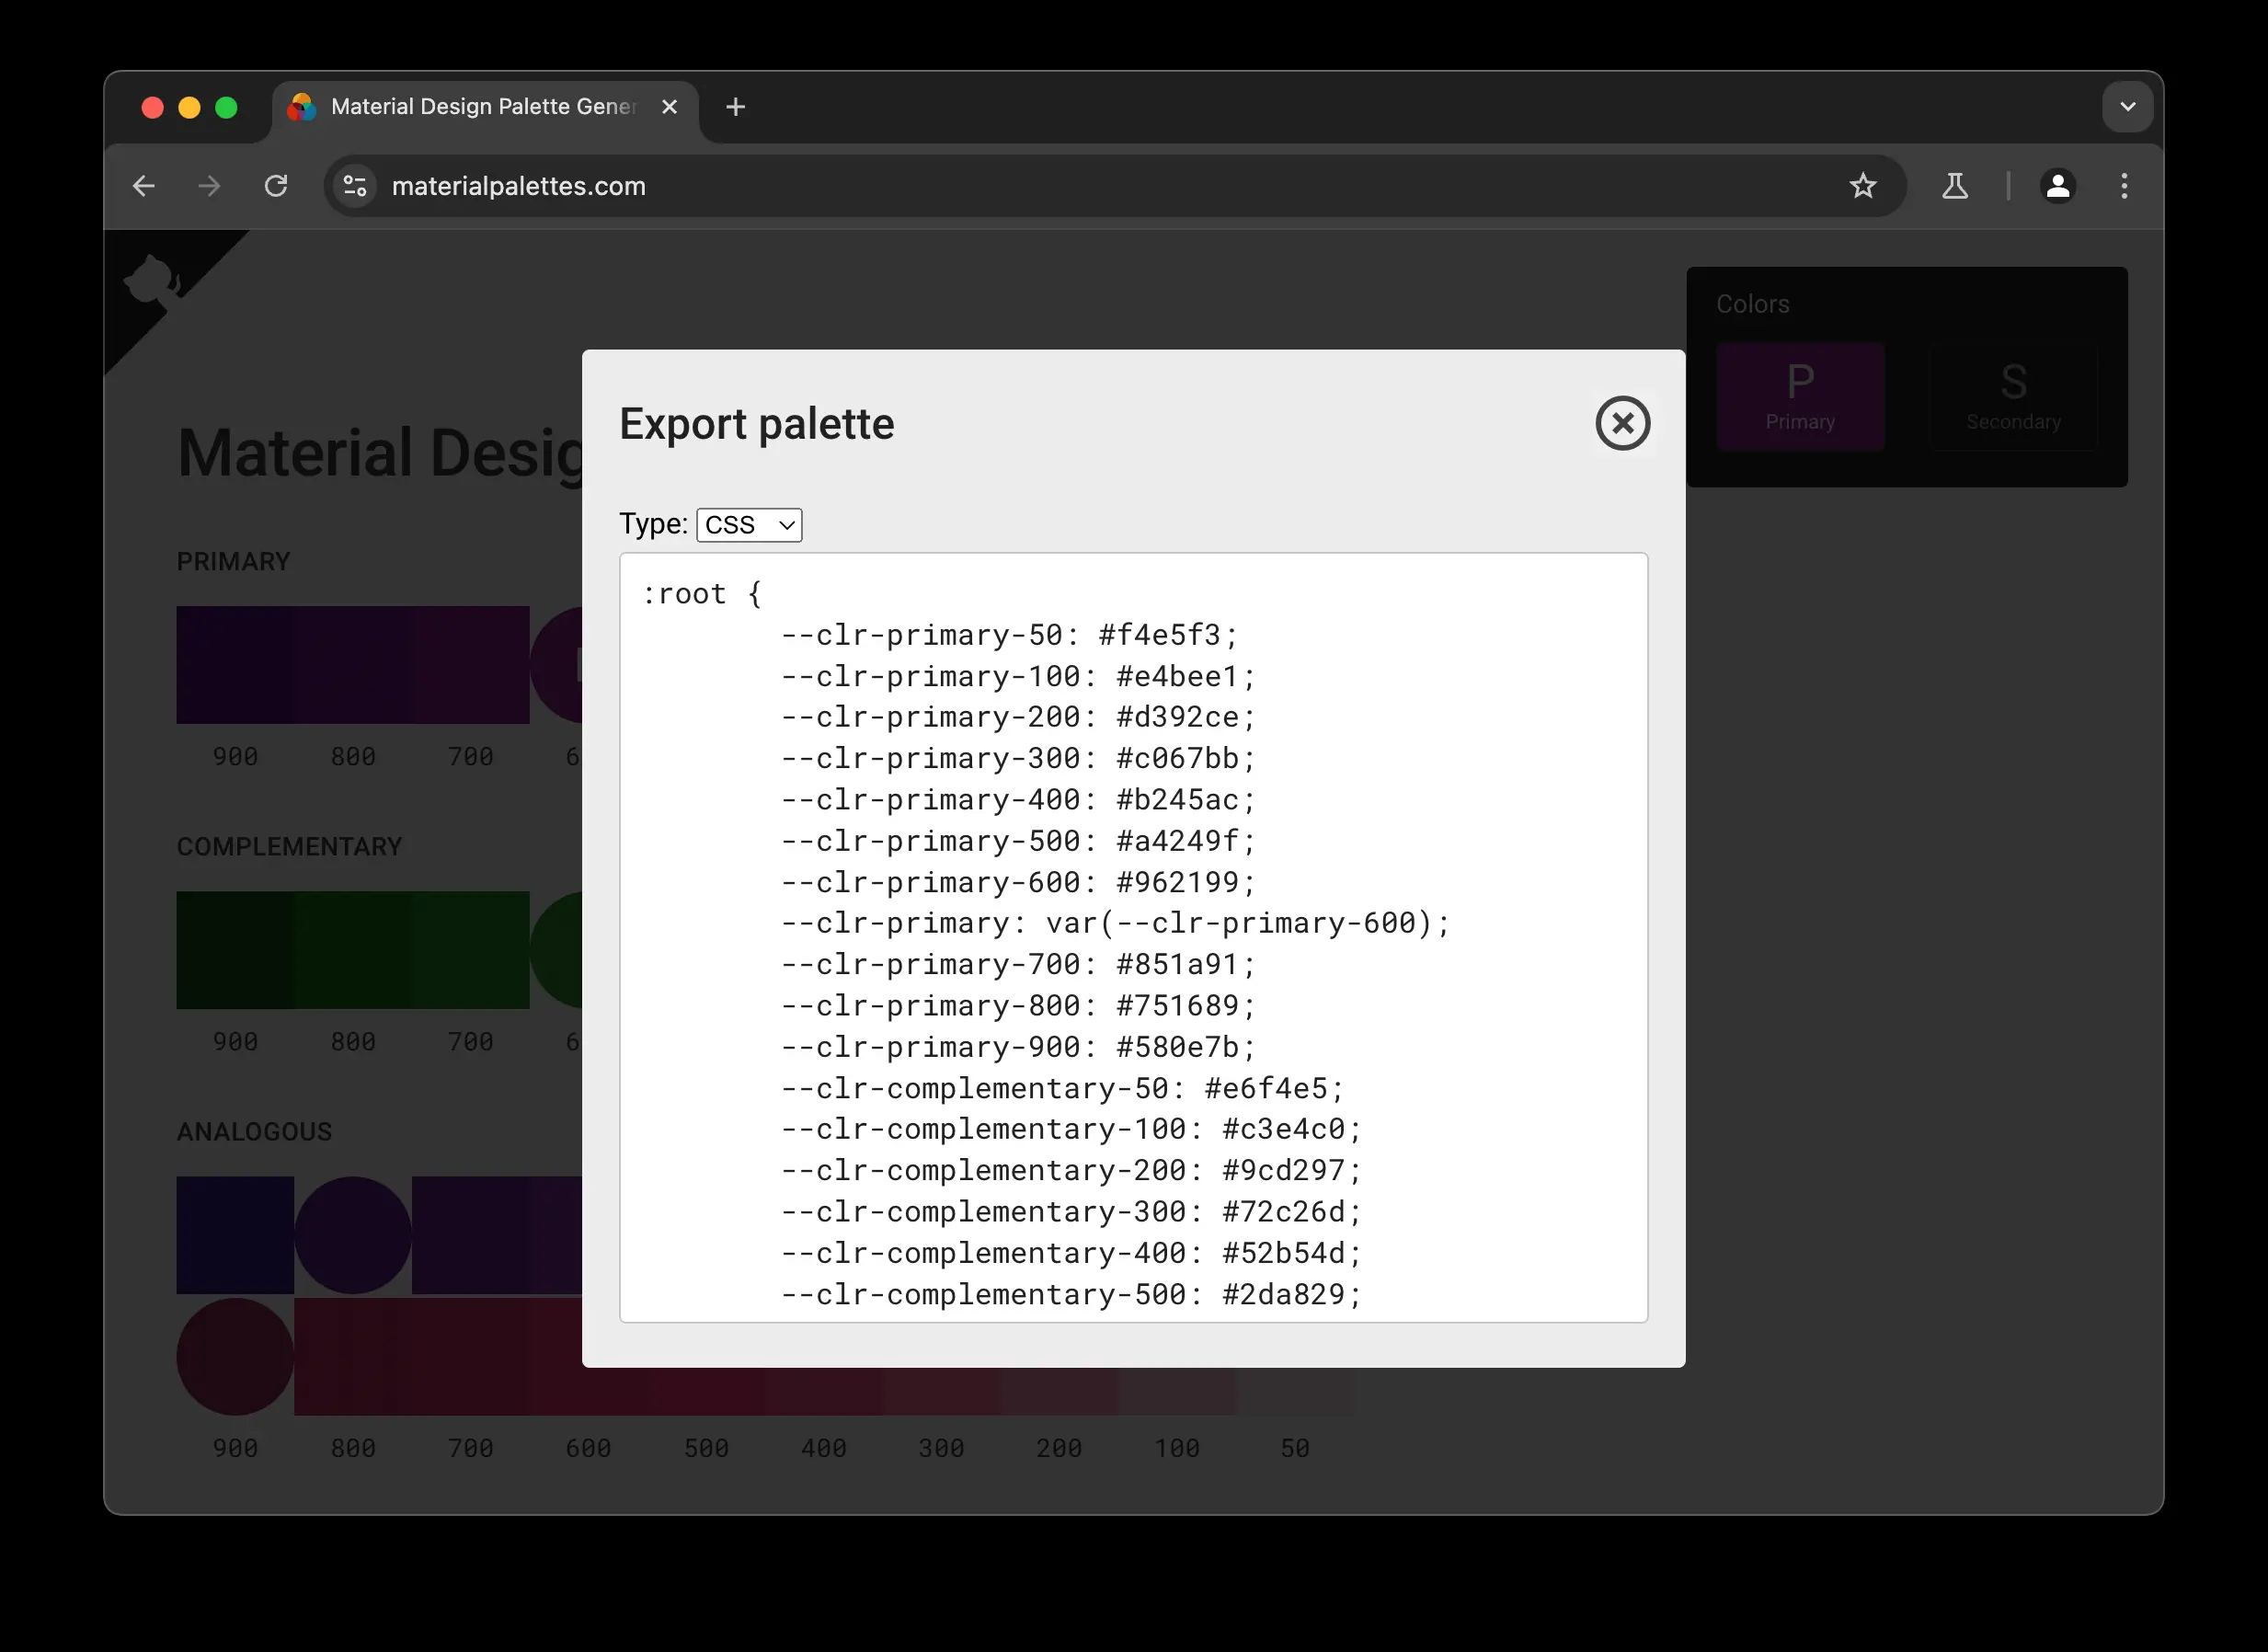 Material Design Palette Gener
materialpalettes.com
Colors
P
Primary
S
Secondary
Material Desig
Export palette
Type: CSS
:root {
--clr-primary-50: #f4e5f3;
--clr-primary-100: #e4bee1;
--clr-primary-200: #d392ce;
--clr-primary-300: #c067bb;
--clr-primary-400: #b245ac;
--clr-primary-500: #a4249f;
--clr-primary-600: #962199;
--clr-primary: var(--clr-primary-600);
--clr-primary-700: #851a91;
--clr-primary-800: #751689;
--clr-primary-900: #580e7b;
--clr-complementary-50: #e6f4e5;
--clr-complementary-100: #c3e4c0;
--clr-complementary-200: #9cd297;
--clr-complementary-300: #72c26d;
--clr-complementary-400: #52b54d;
--clr-complementary-500: #2da829;
PRIMARY
900 800 700 6
COMPLEMENTARY
900 800 700 6
ANALOGOUS
900 800 700 600 500 400 300 200 100 50